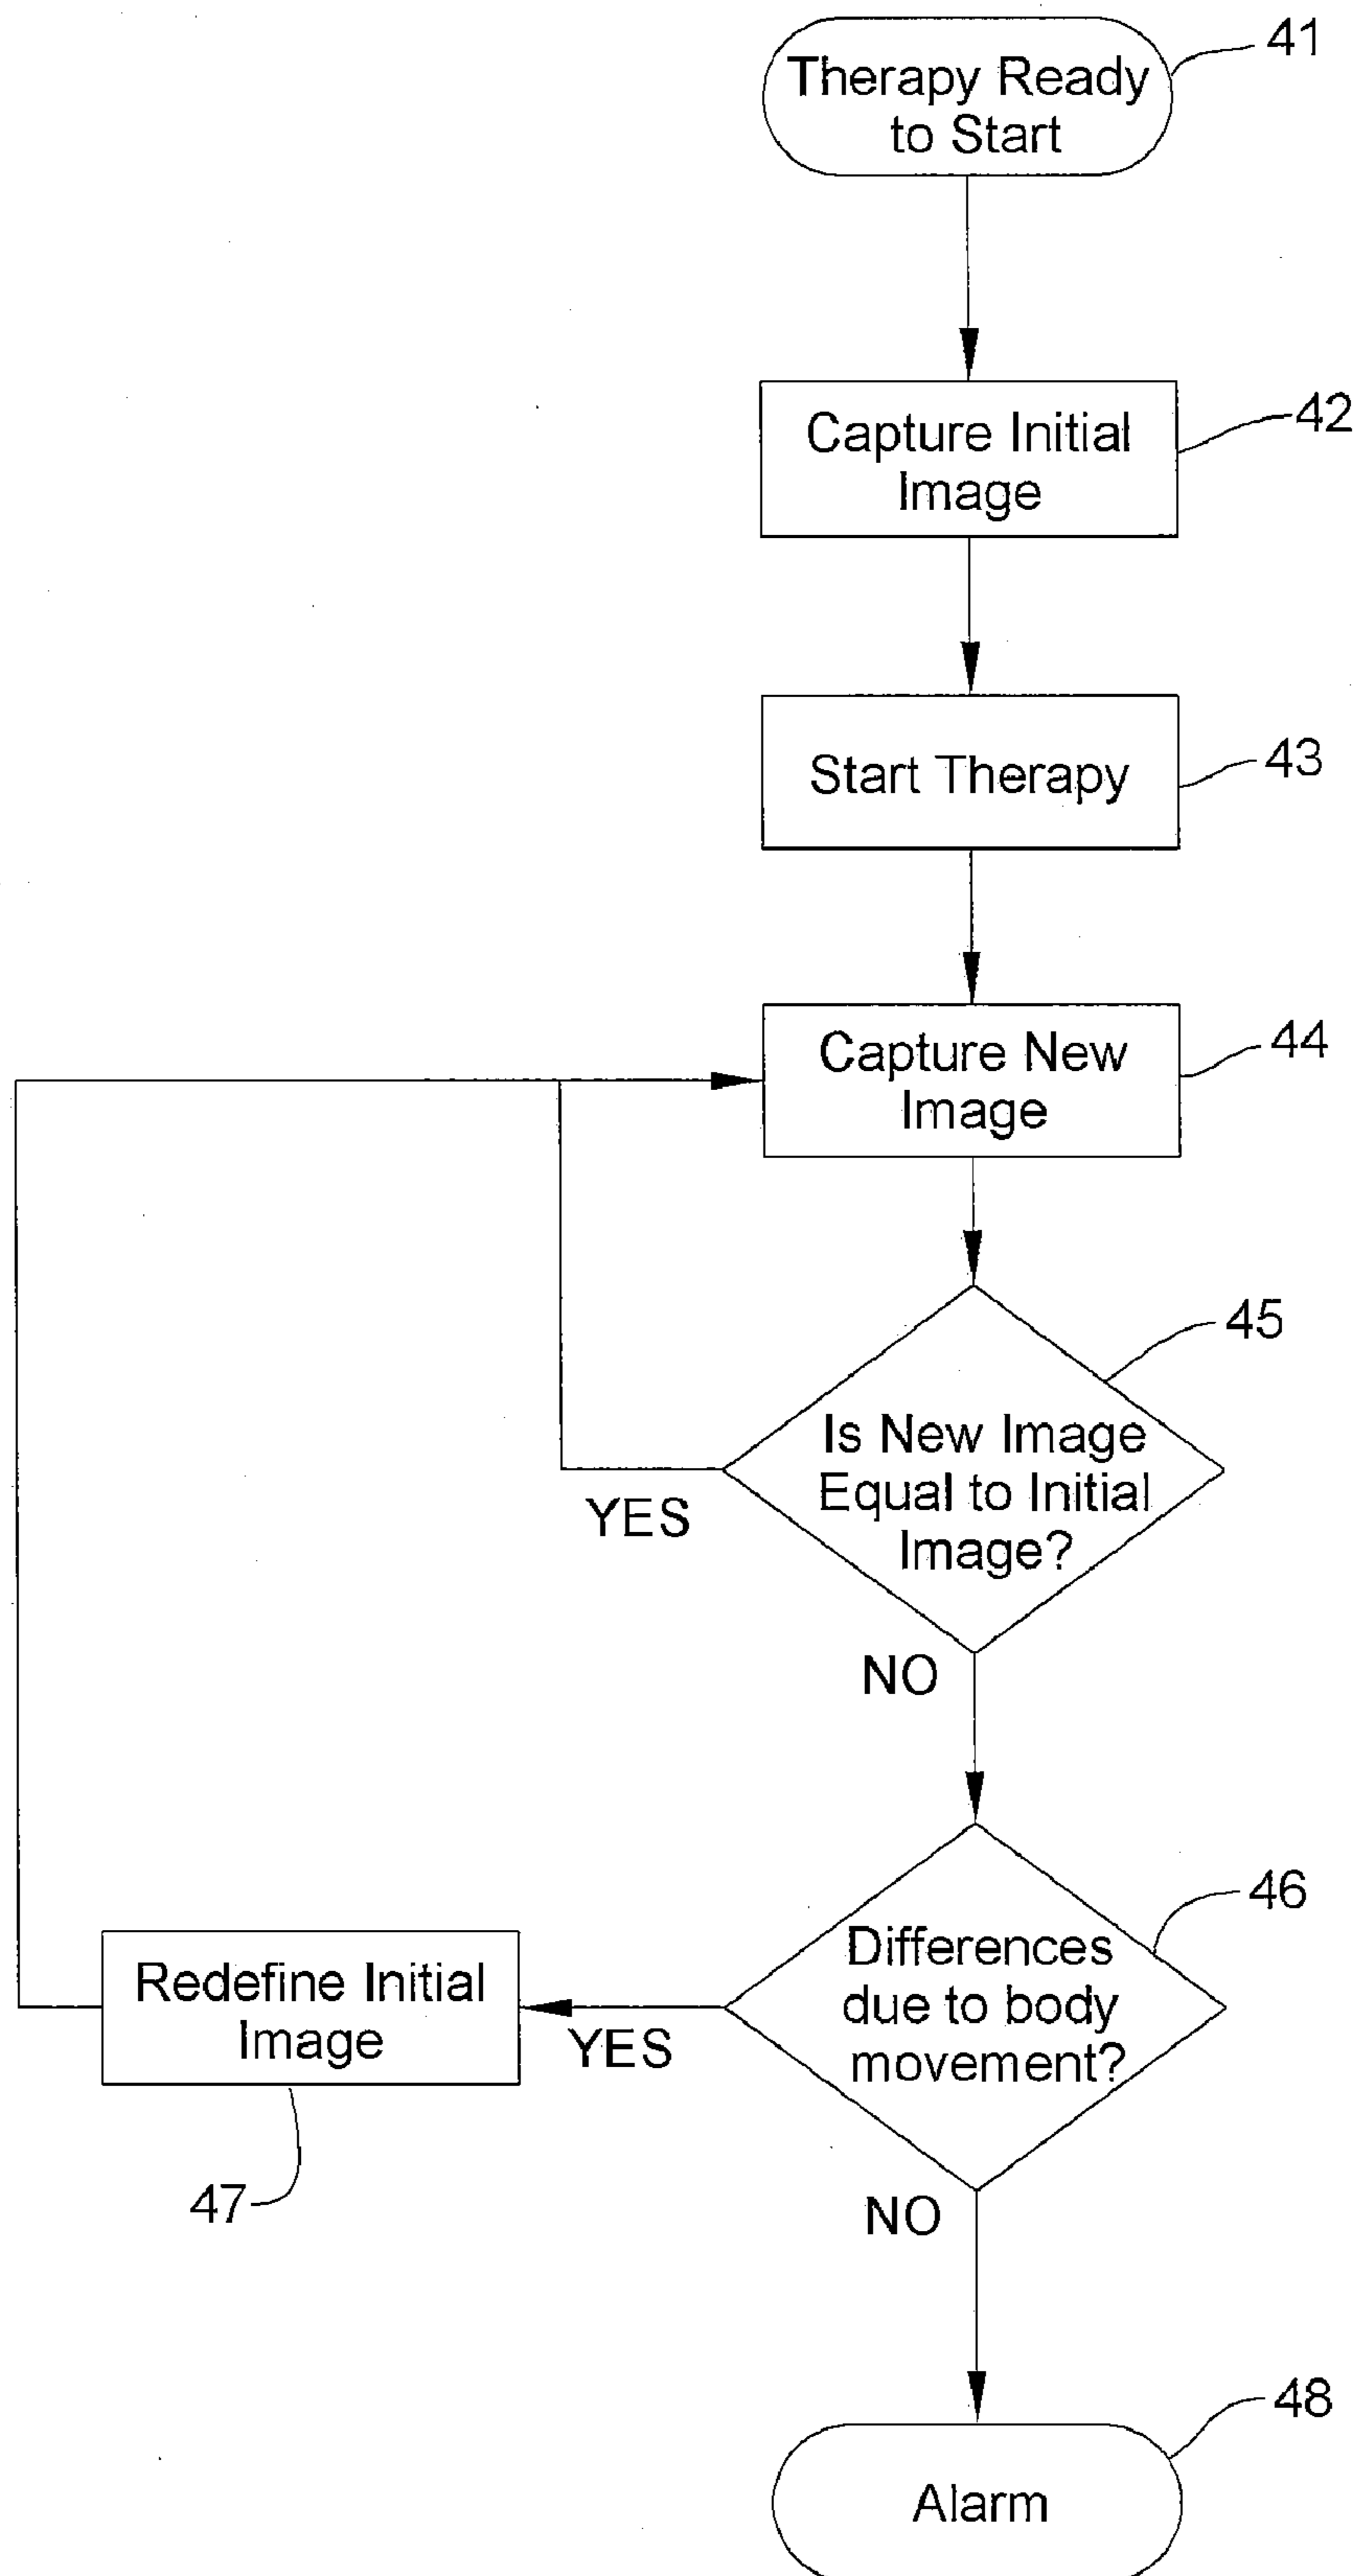 41
Therapy Ready
to Start
42
Capture Initial
Image
43
Start Therapy
44
Capture New
Image
45
Is New Image
Equal to Initial
Image?
YES
NO
46
Differences
due to body
movement?
Redefine Initial
Image
YES
47
NO
48
Alarm